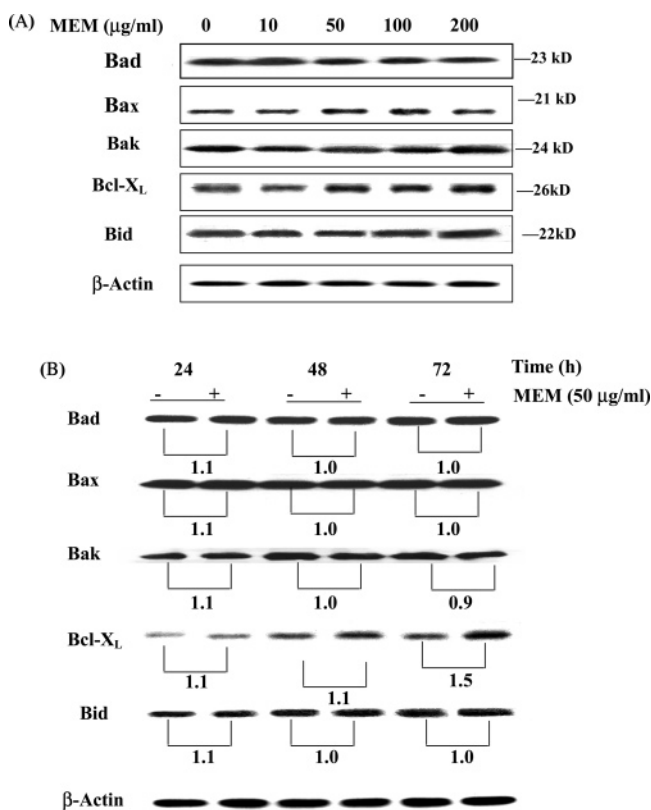 (A) MEM (μg/ml) 0 10 50 100 200
Bad —23 kD
Bax —21 kD
Bak —24 kD
Bcl-X_L —26kD
Bid —22kD
β-Actin
(B) 24 48 72 Time (h)
- + - + - + MEM (50 μg/ml)
Bad
1.1 1.0 1.0
Bax
1.1 1.0 1.0
Bak
1.1 1.0 0.9
Bcl-X_L
1.1 1.1 1.5
Bid
1.1 1.0 1.0
β-Actin